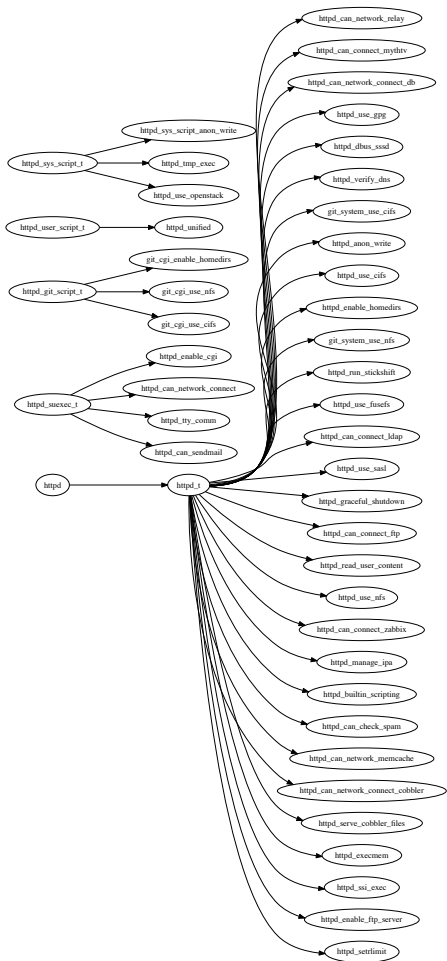 httpd_can_network_relay
httpd_can_connect_mythtv
httpd_can_network_connect_db
httpd_use_gpg
httpd_sys_script_anon_write
httpd_dbus_sssd
httpd_sys_script_t
httpd_tmp_exec
httpd_verify_dns
httpd_use_openstack
git_system_use_cifs
httpd_user_script_t
httpd_unified
httpd_anon_write
git_cgi_enable_homedirs
httpd_use_cifs
httpd_git_script_t
git_cgi_use_nfs
httpd_enable_homedirs
git_cgi_use_cifs
git_system_use_nfs
httpd_enable_cgi
httpd_run_stickshift
httpd_can_network_connect
httpd_suexec_t
httpd_use_fusefs
httpd_tty_comm
httpd_can_connect_ldap
httpd_can_sendmail
httpd_use_sasl
httpd
httpd_t
httpd_graceful_shutdown
httpd_can_connect_ftp
httpd_read_user_content
httpd_use_nfs
httpd_can_connect_zabbix
httpd_manage_ipa
httpd_builtin_scripting
httpd_can_check_spam
httpd_can_network_memcache
httpd_can_network_connect_cobbler
httpd_serve_cobbler_files
httpd_execmem
httpd_ssi_exec
httpd_enable_ftp_server
httpd_setrlimit